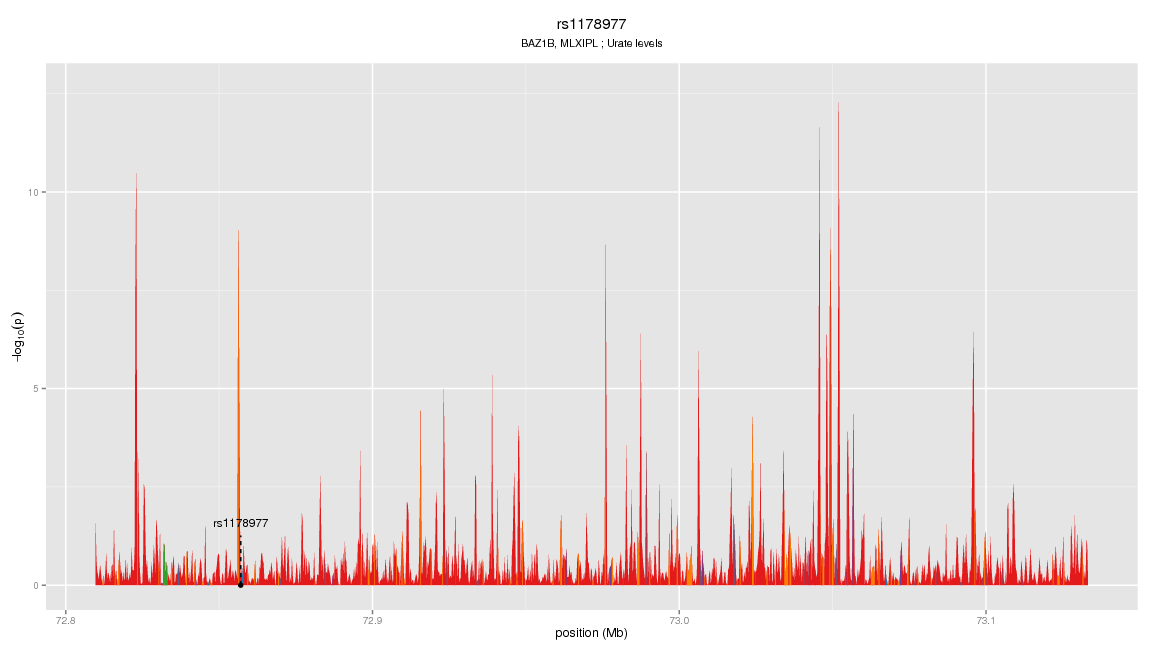 rs1178977
BAZ1B, MLXIPL ; Urate levels
−log10(p)
10
5
0
rs1178977
72.8
72.9
73.0
73.1
position (Mb)